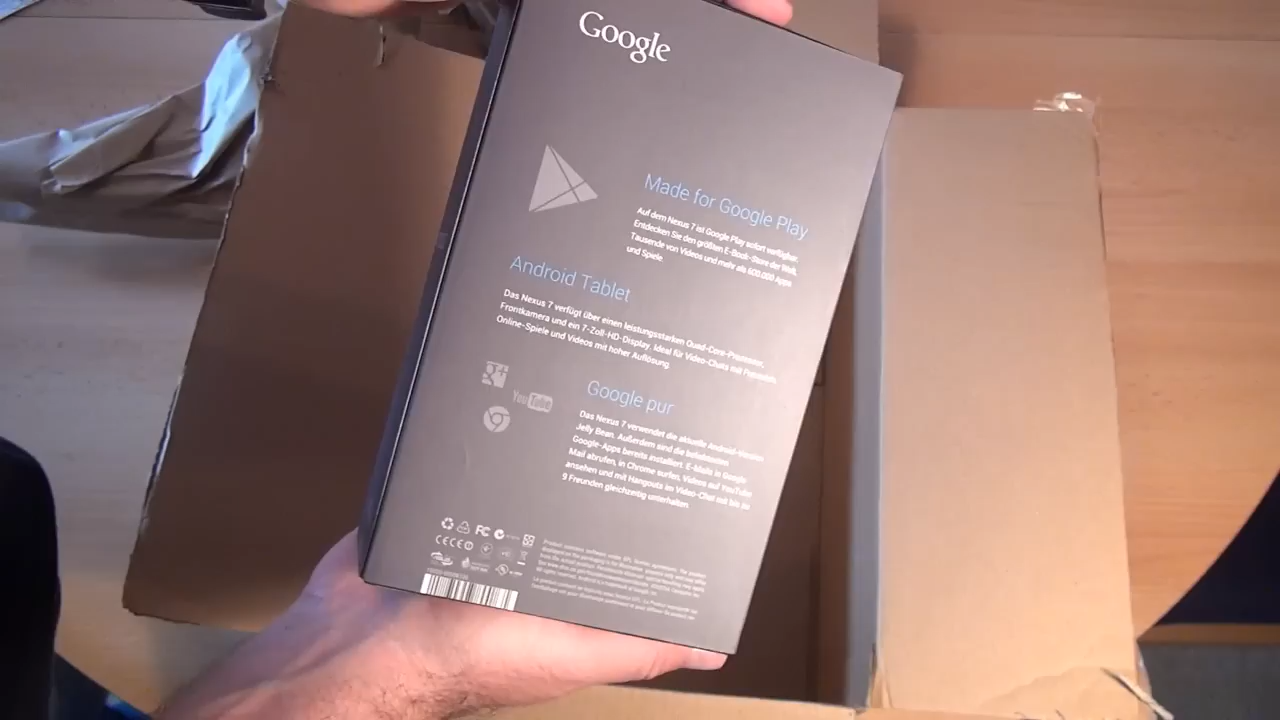 Google
Made for Google Play
Auf dem Nexus 7 ist Google Play sofort verfügbar.
Entdecken Sie den größten E-Book-Store der Welt,
Tausende von Videos und mehr als 600.000 Apps
und Spiele.
Android Tablet
Das Nexus 7 verfügt über einen leistungsstarken Quad-Core-Prozessor,
Frontkamera und ein 7-Zoll-HD-Display. Ideal für Video-Chats mit Freunden,
Online-Spiele und Videos mit hoher Auflösung.
g+
YouTube
Google pur
Das Nexus 7 verwendet die aktuelle Android-Version
Jelly Bean. Außerdem sind die beliebtesten
Google-Apps bereits installiert. E-Mails in Google
Mail abrufen, in Chrome surfen, Videos auf YouTube
ansehen und mit Hangouts im Video-Chat mit bis zu
9 Freunden gleichzeitig unterhalten.
FC
CE CE